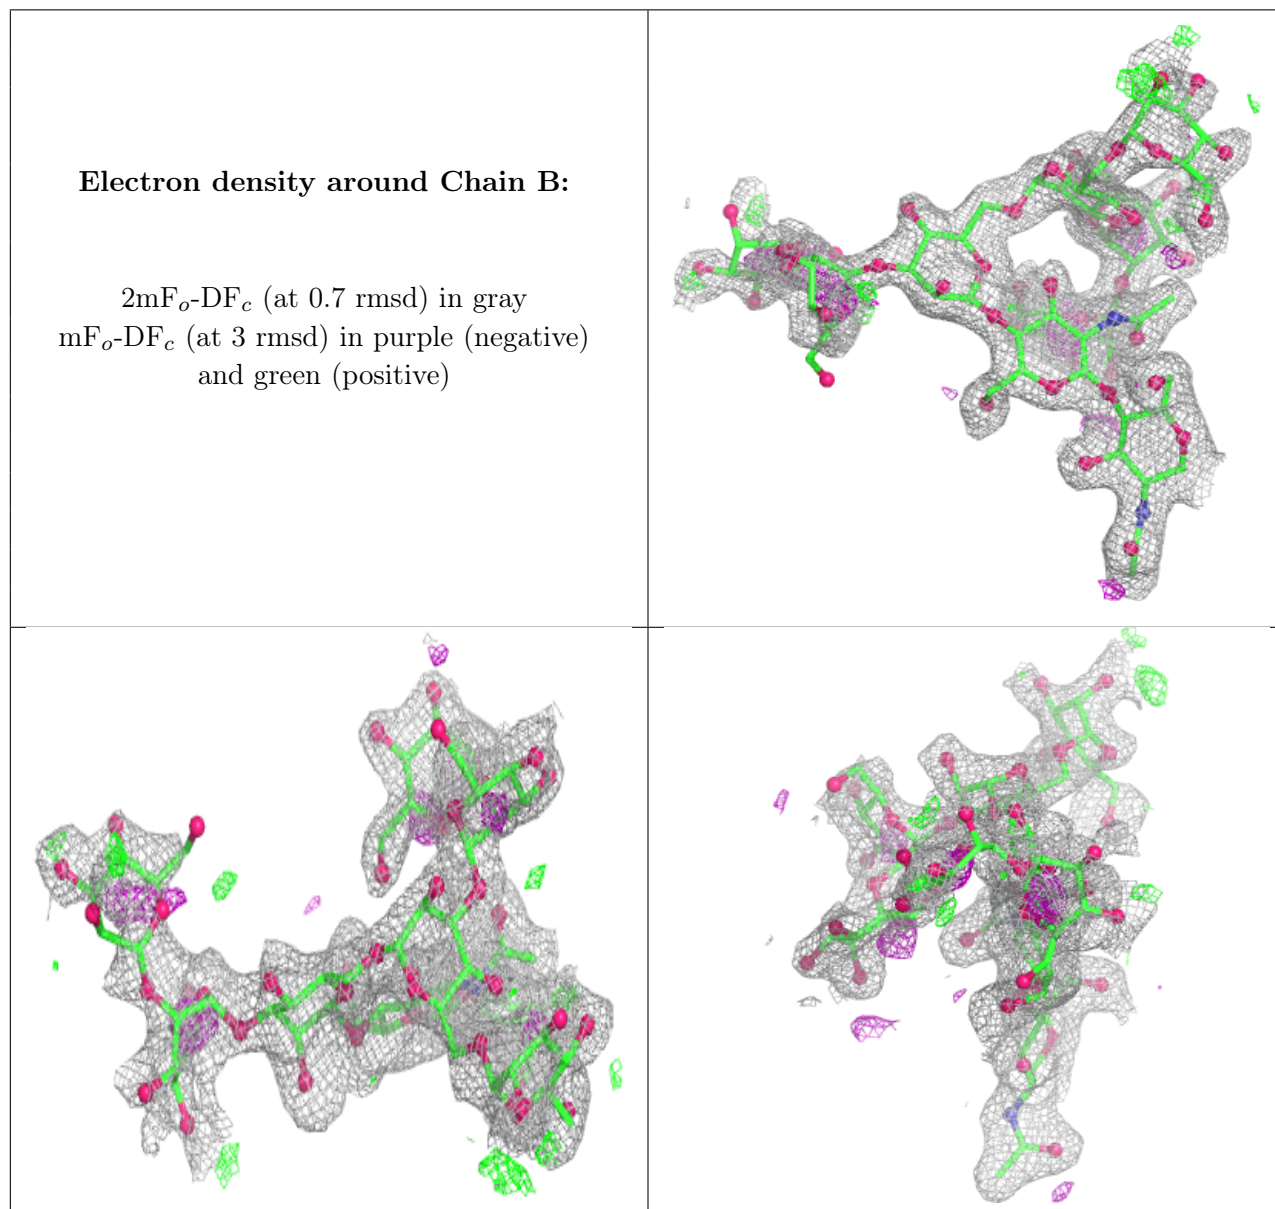 Electron density around Chain B:
2mFₒ-DF𝑐 (at 0.7 rmsd) in gray
mFₒ-DF𝑐 (at 3 rmsd) in purple (negative)
and green (positive)